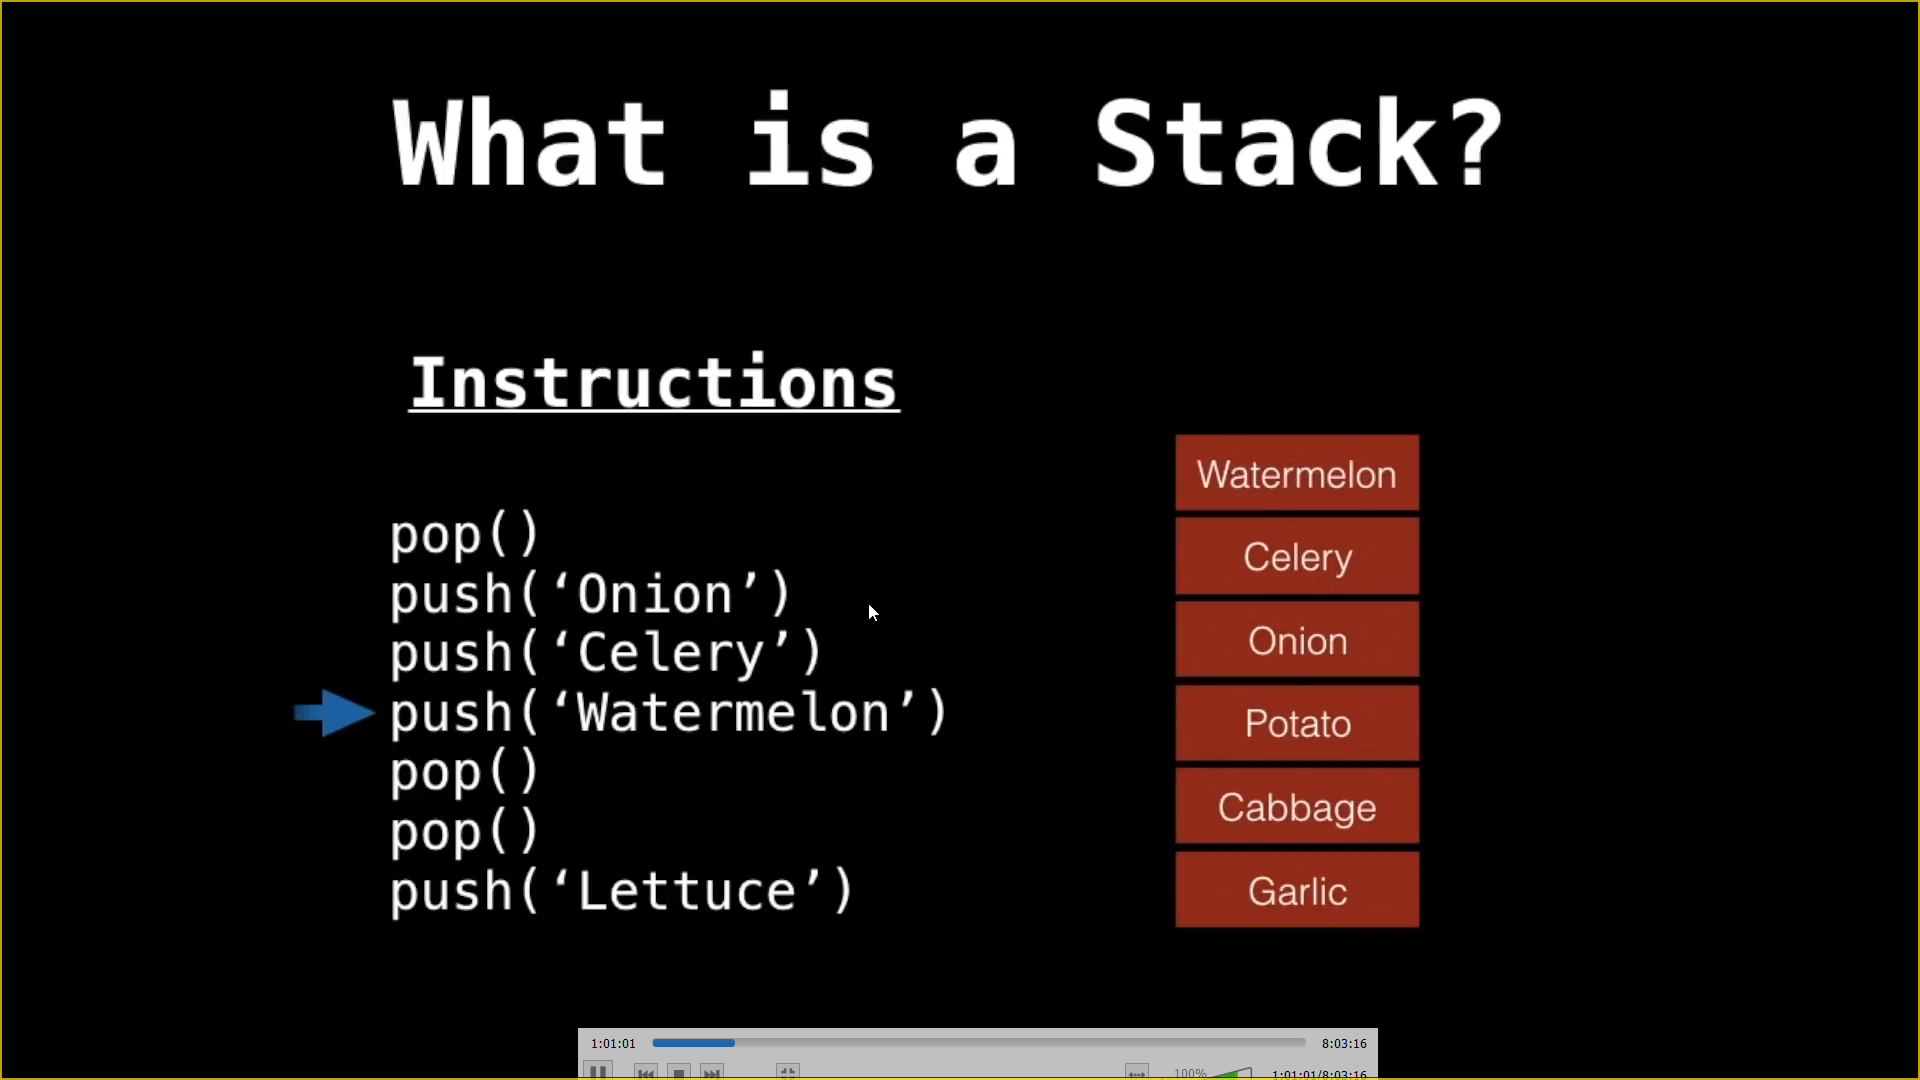 What is a Stack?
Instructions
pop()
push(‘Onion’)
push(‘Celery’)
push(‘Watermelon’)
pop()
pop()
push(‘Lettuce’)
Watermelon
Celery
Onion
Potato
Cabbage
Garlic
1:01:01 8:03:16
100% 1:01:01/8:03:16